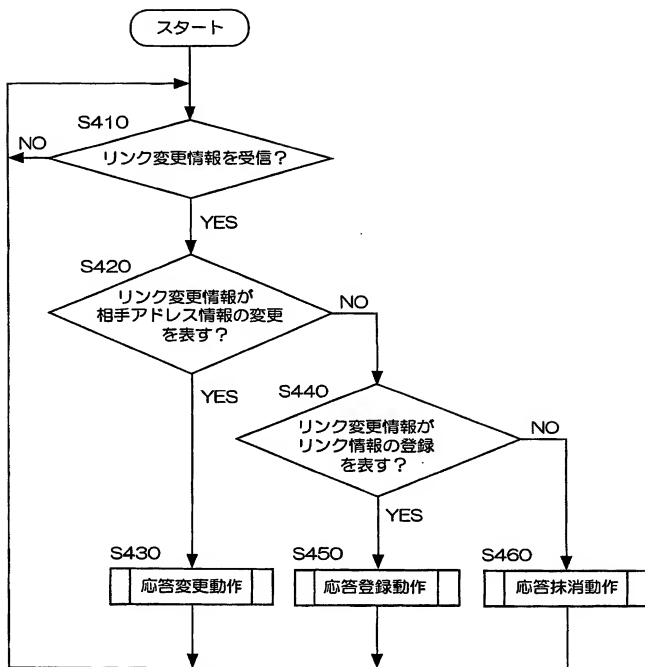 スタート
S410
NO
リンク変更情報を受信？
YES
S420
リンク変更情報が
相手アドレス情報の変更
を表す？
NO
YES
S440
リンク変更情報が
リンク情報の登録
を表す？
NO
YES
S430
応答変更動作
S450
応答登録動作
S460
応答抹消動作